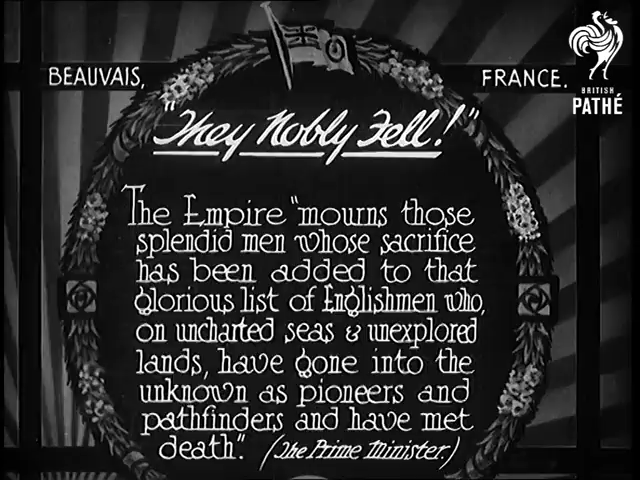 BEAUVAIS,
FRANCE.
BRITISH
PATHÉ
"They Nobly Fell!"
The Empire "mourns those
splendid men whose sacrifice
has been added to that
glorious list of Englishmen who,
on uncharted seas & unexplored
lands, have gone into the
unknown as pioneers and
pathfinders and have met
death". (The Prime Minister.)